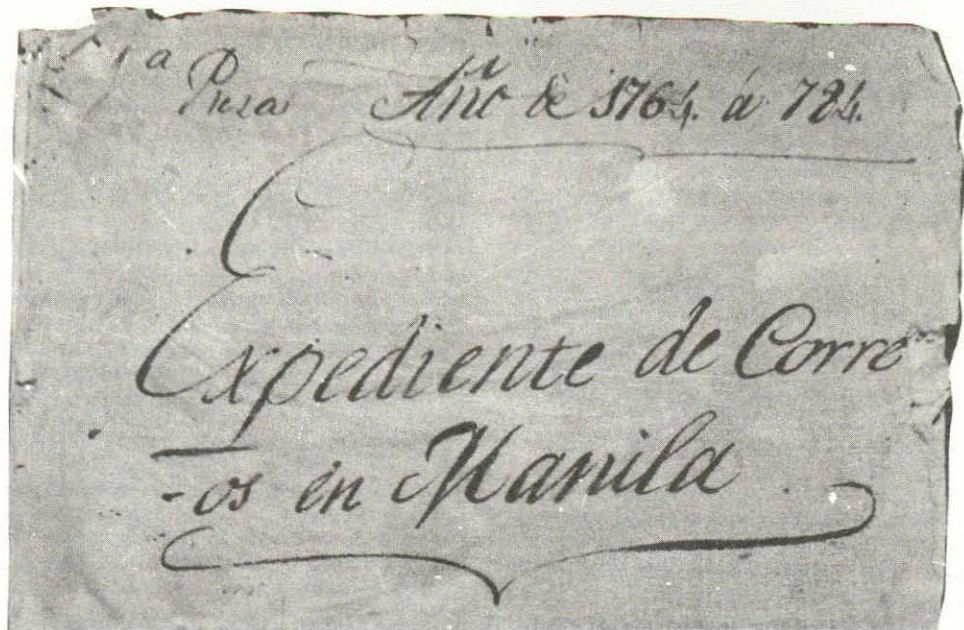 1ª Pieza Año de 1764. á 784.
Expediente de Corre
-os en Manila